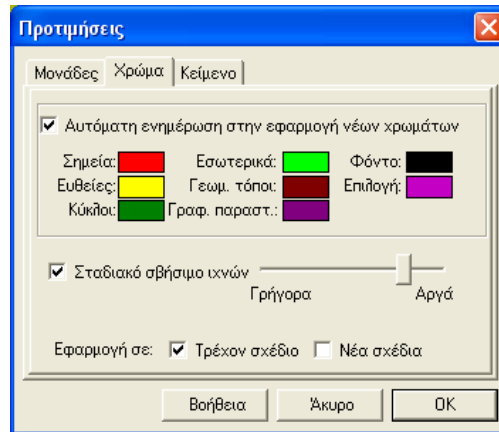 Προτιμήσεις
Μονάδες Χρώμα Κείμενο
Αυτόματη ενημέρωση στην εφαρμογή νέων χρωμάτων
Σημεία: Εσωτερικά: Φόντο:
Ευθείες: Γεωμ. τόποι: Επιλογή:
Κύκλοι: Γραφ. παραστ.:
Σταδιακό σβήσιμο ιχνών
Γρήγορα Αργά
Εφαρμογή σε: Τρέχον σχέδιο Νέα σχέδια
Βοήθεια Άκυρο OK